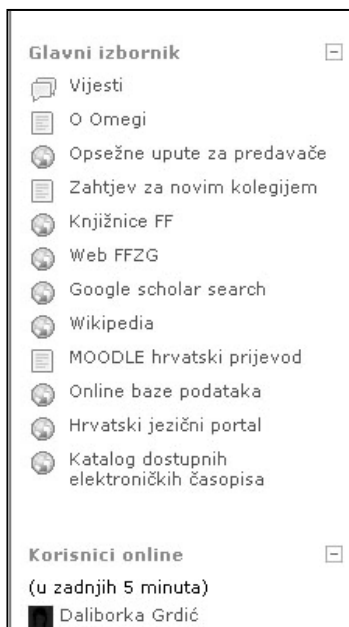 Glavni izbornik
Vijesti
O Omegi
Opsežne upute za predavače
Zahtjev za novim kolegijem
Knjižnice FF
Web FFZG
Google scholar search
Wikipedia
MOODLE hrvatski prijevod
Online baze podataka
Hrvatski jezični portal
Katalog dostupnih
elektroničkih časopisa
Korisnici online
(u zadnjih 5 minuta)
Daliborka Grdić